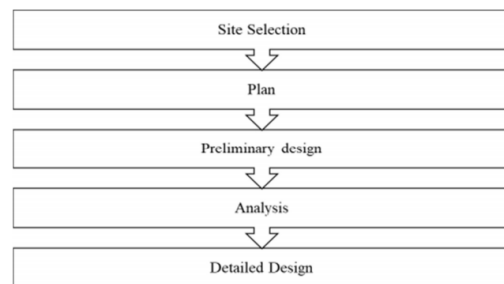 Site Selection
Plan
Preliminary design
Analysis
Detailed Design